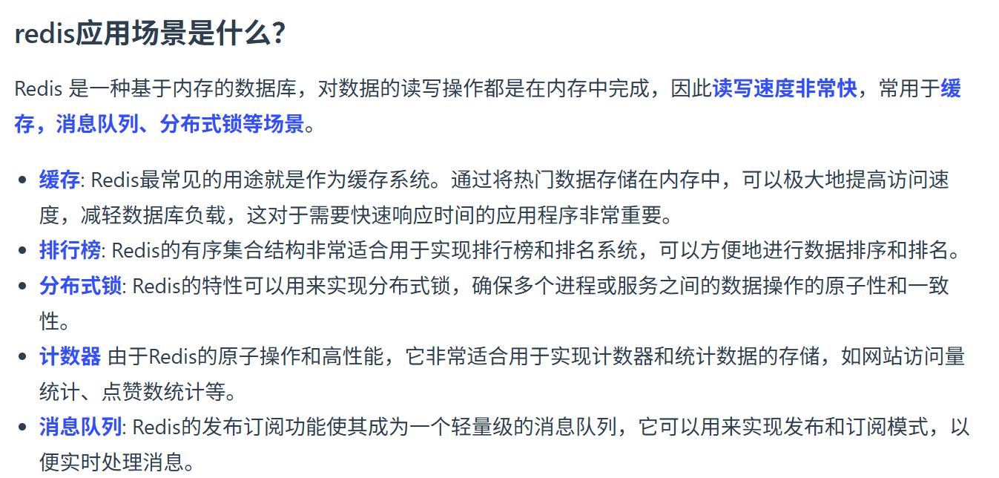 redis应用场景是什么？
Redis 是一种基于内存的数据库，对数据的读写操作都是在内存中完成，因此读写速度非常快，常用于缓
存，消息队列、分布式锁等场景。
缓存: Redis最常见的用途就是作为缓存系统。通过将热门数据存储在内存中，可以极大地提高访问速
度，减轻数据库负载，这对于需要快速响应时间的应用程序非常重要。
排行榜: Redis的有序集合结构非常适合用于实现排行榜和排名系统，可以方便地进行数据排序和排名。
分布式锁: Redis的特性可以用来实现分布式锁，确保多个进程或服务之间的数据操作的原子性和一致
性。
计数器 由于Redis的原子操作和高性能，它非常适合用于实现计数器和统计数据的存储，如网站访问量
统计、点赞数统计等。
消息队列: Redis的发布订阅功能使其成为一个轻量级的消息队列，它可以用来实现发布和订阅模式，以
便实时处理消息。